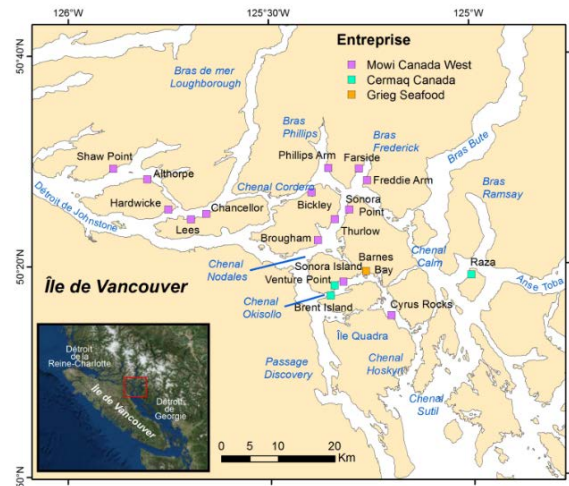 126°W
125°30'W
125°W
50°40'N
50°20'N
50°N
Entreprise
Mowi Canada West
Cermaq Canada
Grieg Seafood
Bras de mer
Loughborough
Bras
Phillips
Bras
Frederick
Bras Bute
Bras
Ramsay
Shaw Point
Althorpe
Phillips Arm
Farside
Freddie Arm
Hardwicke
Chancellor
Lees
Chenal Cordero
Bickley
Sonora
Point
Thurlow
Détroit de Johnstone
Brougham
Chenal
Nodales
Barnes
Bay
Chenal
Calm
Raza
Anse Toba
Sonora Island
Venture Point
Chenal
Okisollo
Brent Island
Cyrus Rocks
Île de Vancouver
Île Quadra
Passage
Discovery
Chenal
Hoskyn
Chenal
Sutil
Détroit
de la
Reine-Charlotte
Île de Vancouver
Détroit
de
Géorgie
0 5 10 20
Km